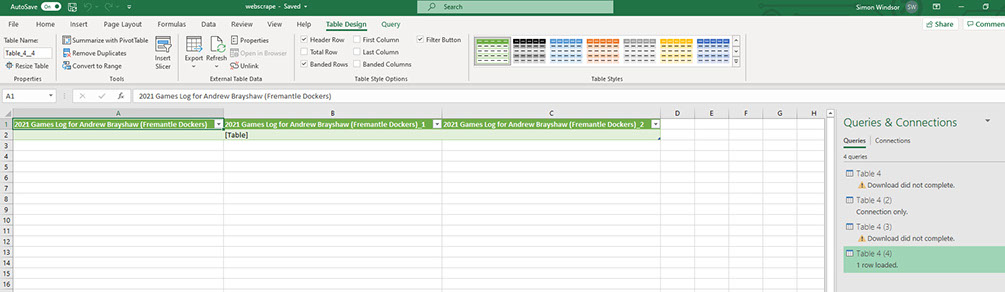 AutoSave On webscrape - Saved Search Simon Windsor SW
File Home Insert Page Layout Formulas Data Review View Help Table Design Query Share Commen
Table Name: Summarize with PivotTable Properties Header Row First Column Filter Button
Table_4__4 Remove Duplicates Open in Browser Total Row Last Column
Resize Table Convert to Range Insert Slicer Export Refresh Unlink Banded Rows Banded Columns
Properties Tools External Table Data Table Style Options Table Styles
A1 fx 2021 Games Log for Andrew Brayshaw (Fremantle Dockers)
A B C D E F G H
1 2021 Games Log for Andrew Brayshaw (Fremantle Dockers) 2021 Games Log for Andrew Brayshaw (Fremantle Dockers)_1 2021 Games Log for Andrew Brayshaw (Fremantle Dockers)_2
2 [Table]
3
4
5
6
7
8
9
10
11
12
13
14
15
16
Queries & Connections
Queries Connections
4 queries
Table 4
Download did not complete.
Table 4 (2)
Connection only.
Table 4 (3)
Download did not complete.
Table 4 (4)
1 row loaded.